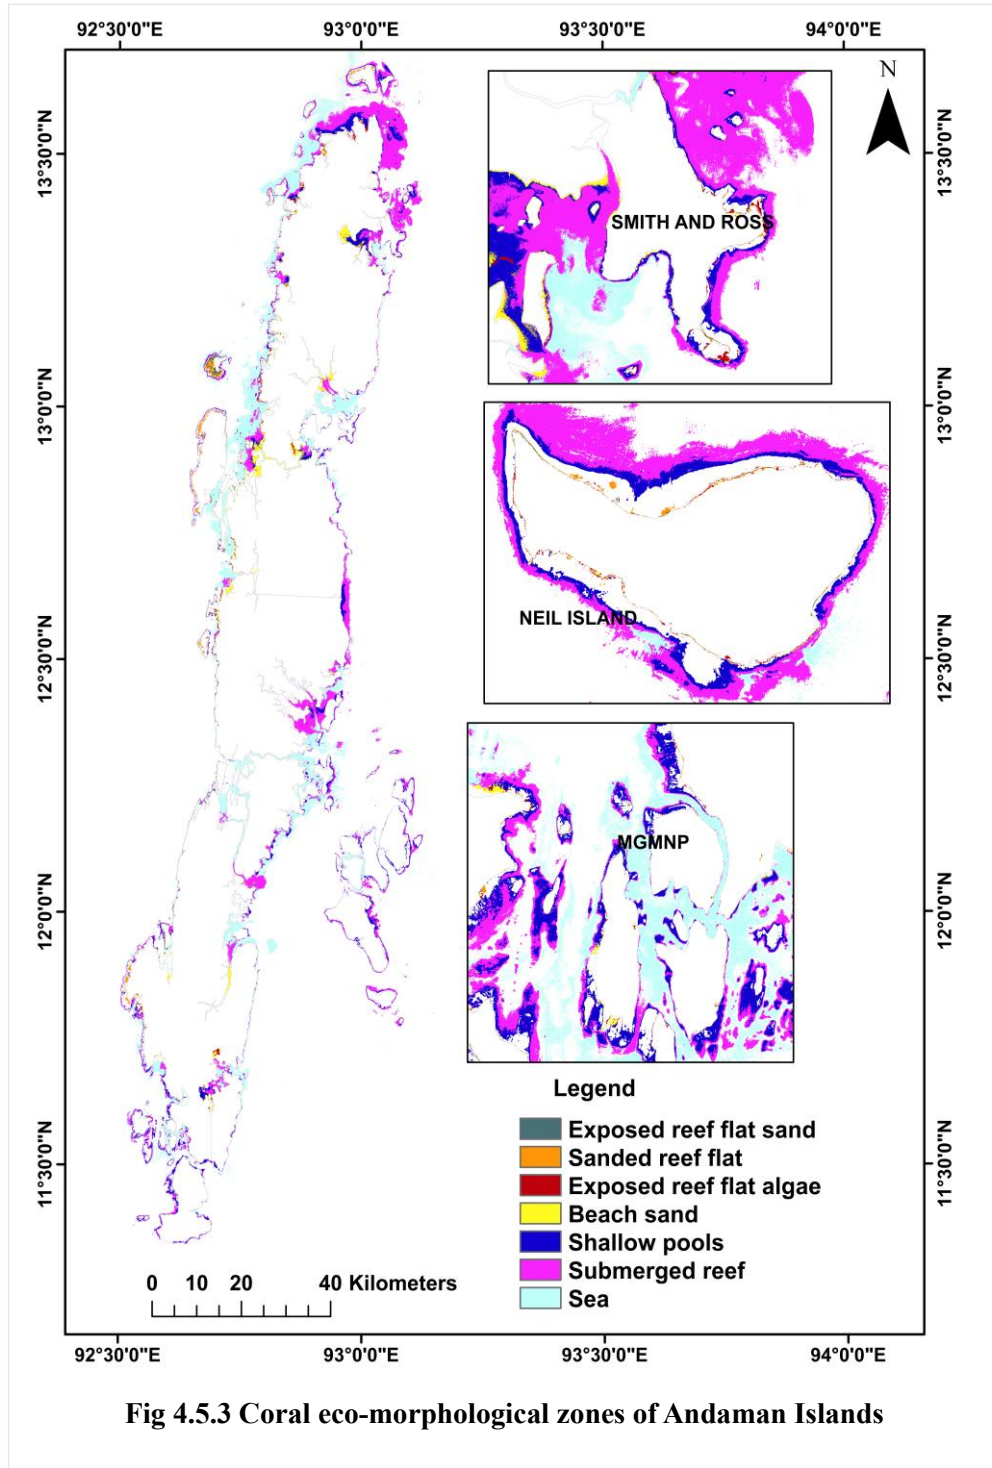 92°30'0"E
93°0'0"E
93°30'0"E
94°0'0"E
N
13°30'0"N
13°30'0"N
SMITH AND ROSS
13°0'0"N
13°0'0"N
NEIL ISLAND
12°30'0"N
12°30'0"N
MGMNP
12°0'0"N
12°0'0"N
Legend
Exposed reef flat sand
Sanded reef flat
Exposed reef flat algae
Beach sand
Shallow pools
Submerged reef
Sea
11°30'0"N
11°30'0"N
0 10 20 40 Kilometers
92°30'0"E
93°0'0"E
93°30'0"E
94°0'0"E
Fig 4.5.3 Coral eco-morphological zones of Andaman Islands